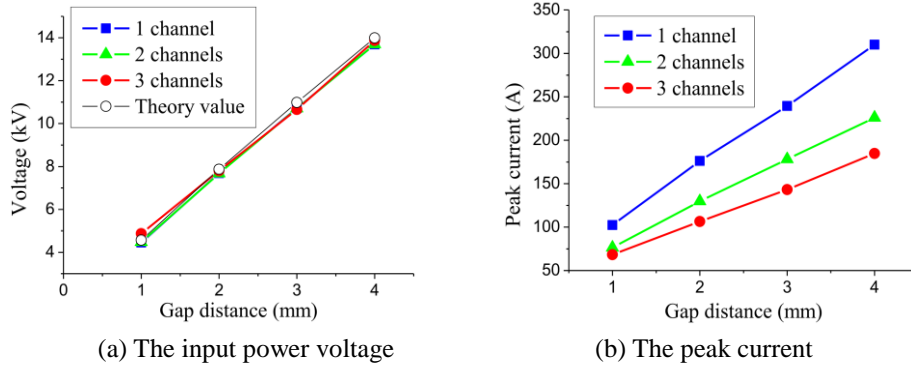 1 channel
2 channels
3 channels
Theory value
Voltage (kV)
14
12
10
8
6
4
0 1 2 3 4
Gap distance (mm)
(a) The input power voltage
1 channel
2 channels
3 channels
Peak current (A)
350
300
250
200
150
100
50
1 2 3 4
Gap distance (mm)
(b) The peak current